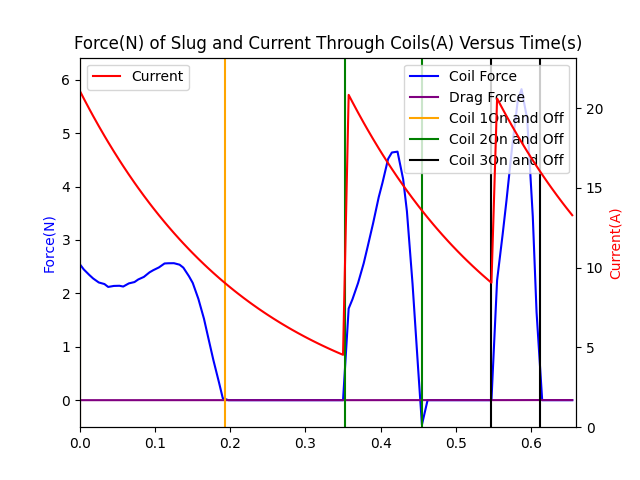 Force(N) of Slug and Current Through Coils(A) Versus Time(s)
Current
Coil Force
Drag Force
Coil 1On and Off
Coil 2On and Off
Coil 3On and Off
Force(N)
6
5
4
3
2
1
0
20
15
10
5
0
Current(A)
0.0 0.1 0.2 0.3 0.4 0.5 0.6